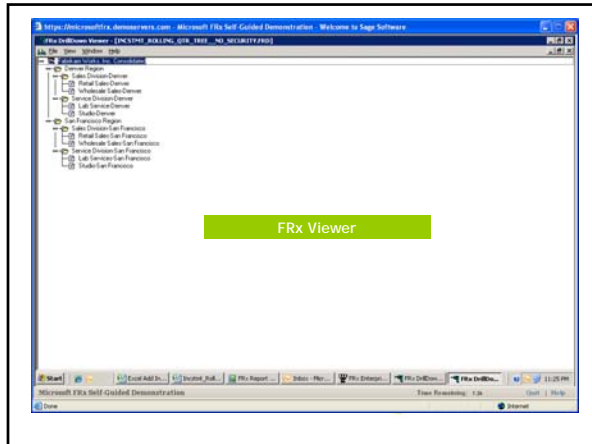 https://microsoftfrx.demoservers.com - Microsoft FRx Self-Guided Demonstration - Welcome to Sage Software
FRx DrillDown Viewer - [INCSTMT_ROLLING_QTR_TREE__NO_SECURITY.FRD]
File View Window Help
Fabrikam Works, Inc. Consolidated
Denver Region
Sales Division-Denver
Retail Sales-Denver
Wholesale Sales-Denver
Service Division-Denver
Lab Service-Denver
Studio-Denver
San Francisco Region
Sales Division-San Francisco
Retail Sales-San Francisco
Wholesale Sales-San Francisco
Service Division-San Francisco
Lab Services-San Francisco
Studio-San Francisco
FRx Viewer
Start Excel Add In... Incstmt_Roll... FRx Report ... Inbox - Micr... FRx Enterpri... FRx DrillDow... FRx DrillDo... 11:25 PM
Microsoft FRx Self-Guided Demonstration Time Remaining: Quit | Help
Done Internet